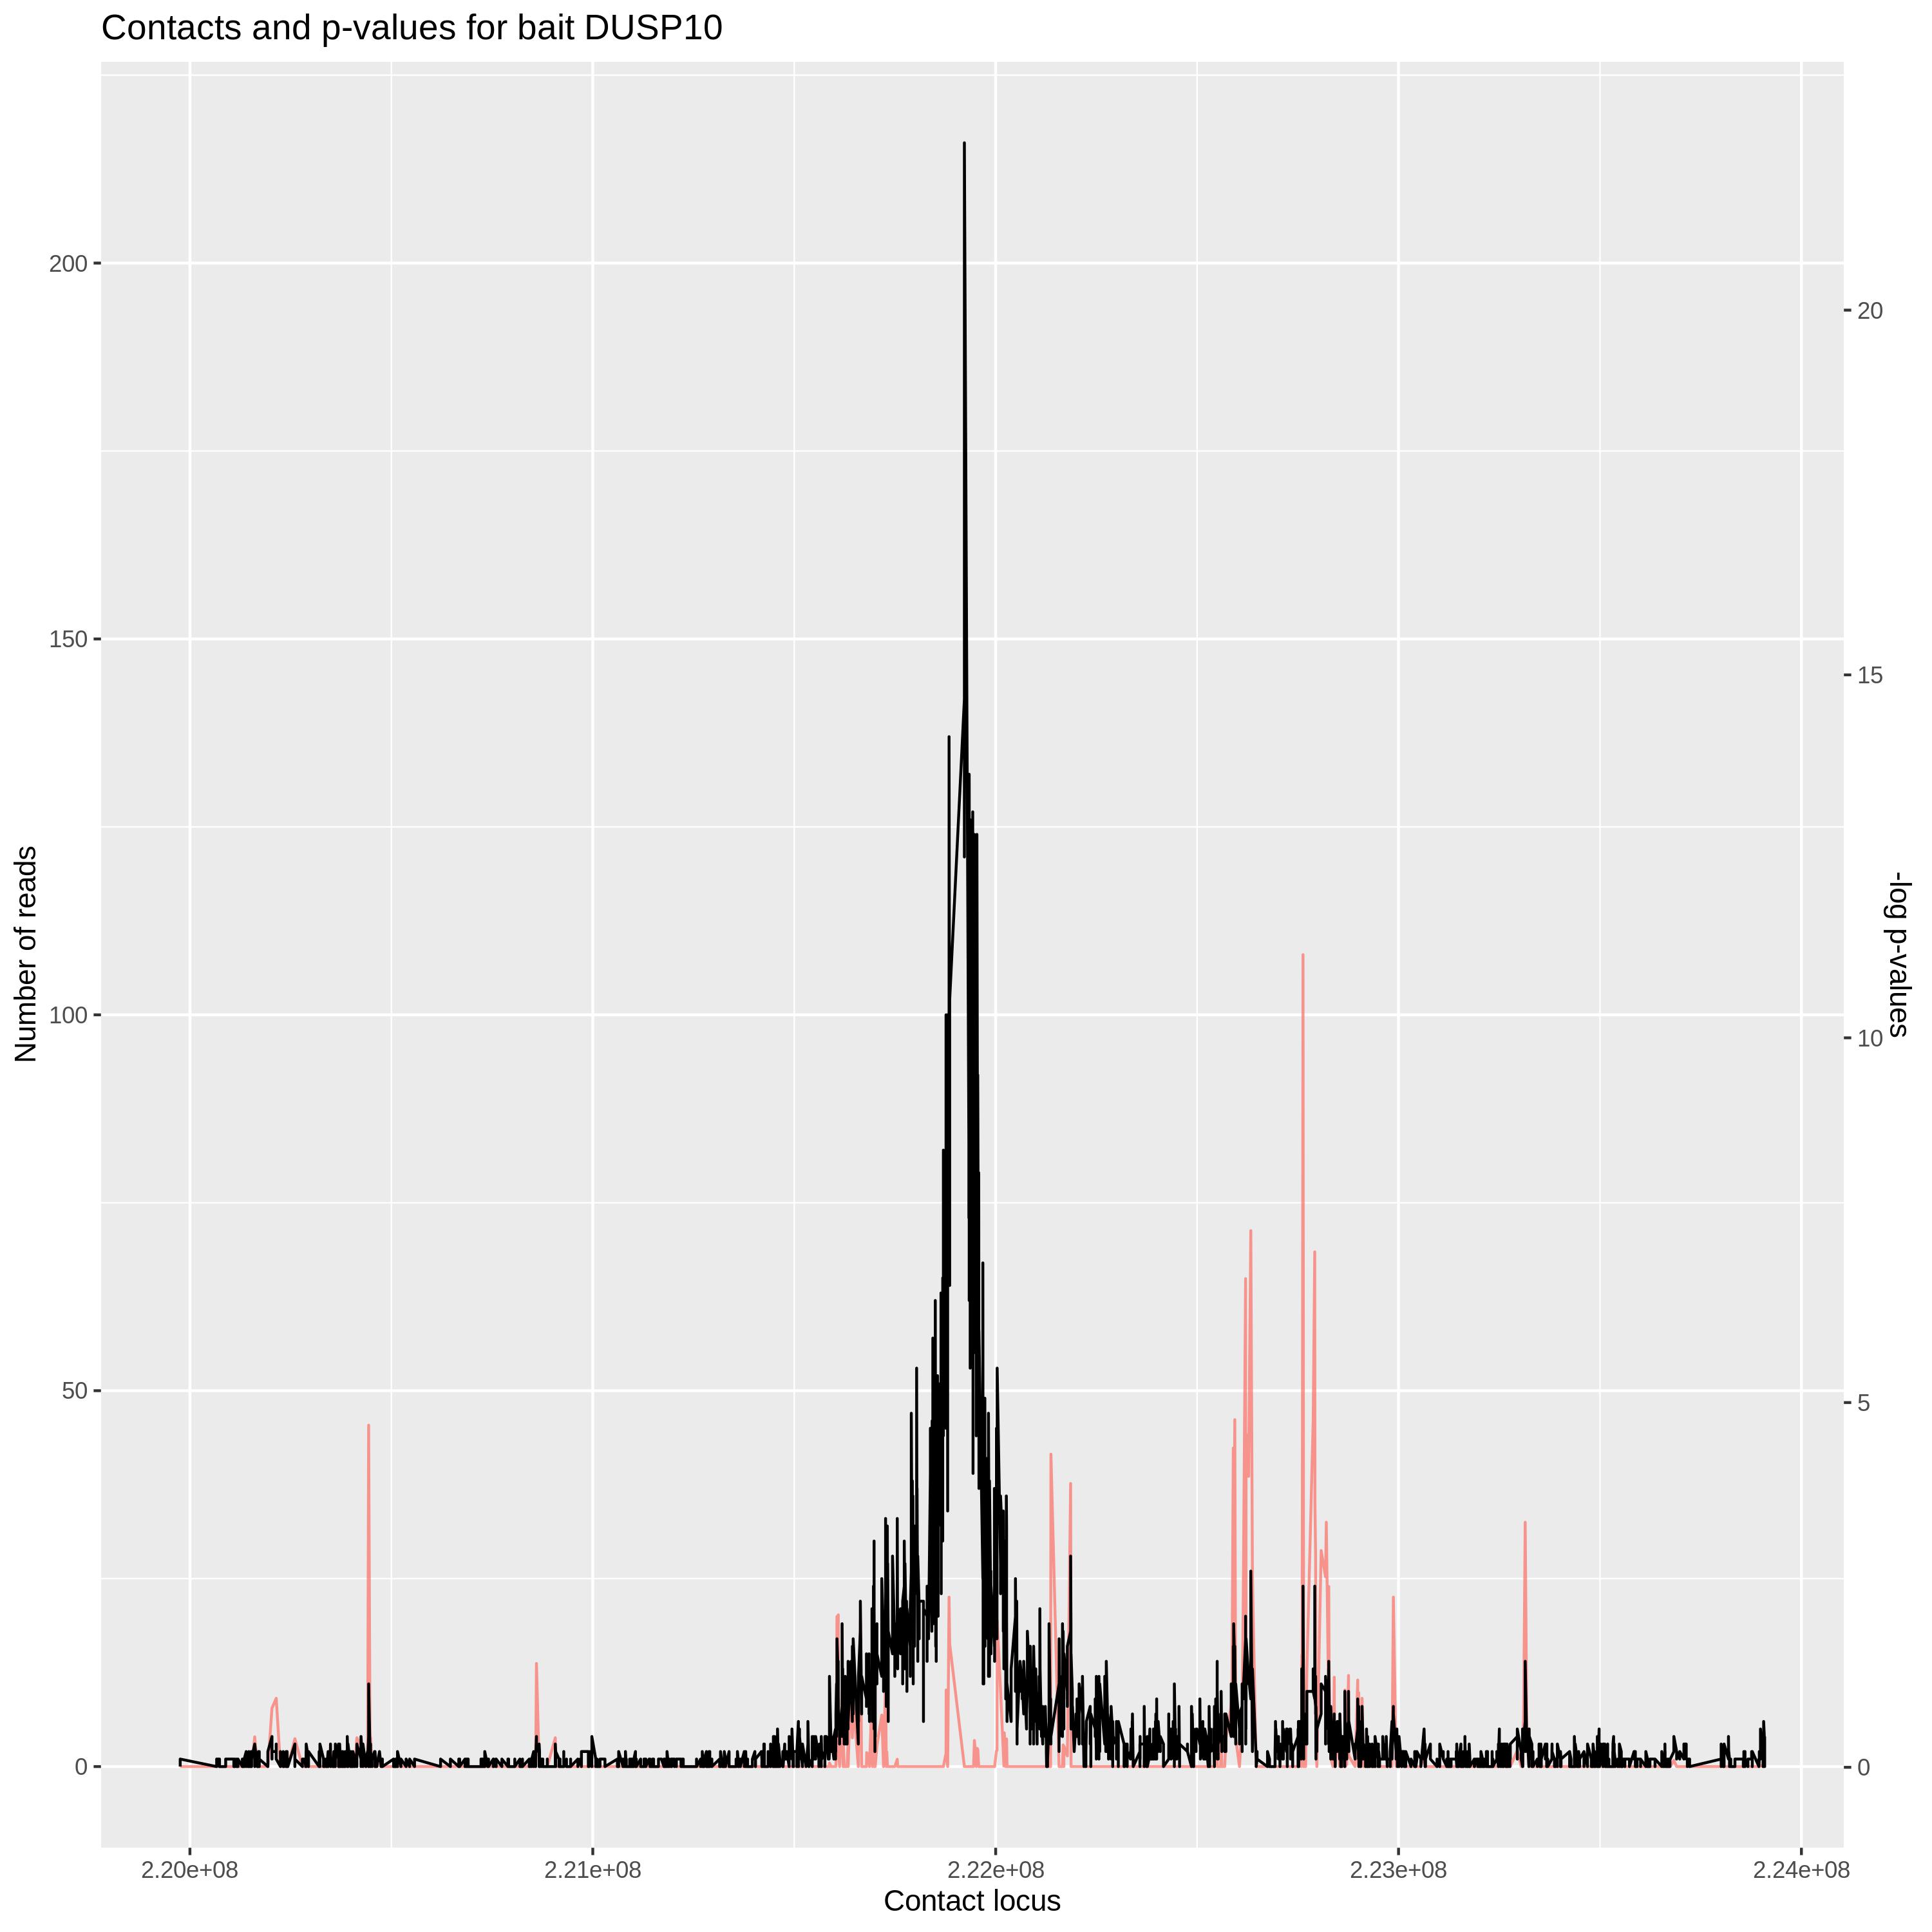 Contacts and p-values for bait DUSP10
Number of reads
200
150
100
50
0
20
15
10
5
0
-log p-values
2.20e+08
2.21e+08
2.22e+08
2.23e+08
2.24e+08
Contact locus